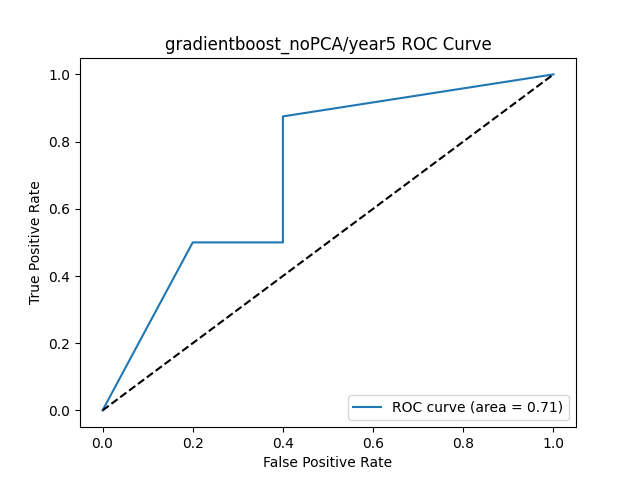 gradientboost_noPCA/year5 ROC Curve
1.0
0.8
0.6
0.4
0.2
0.0
True Positive Rate
ROC curve (area = 0.71)
0.0 0.2 0.4 0.6 0.8 1.0
False Positive Rate